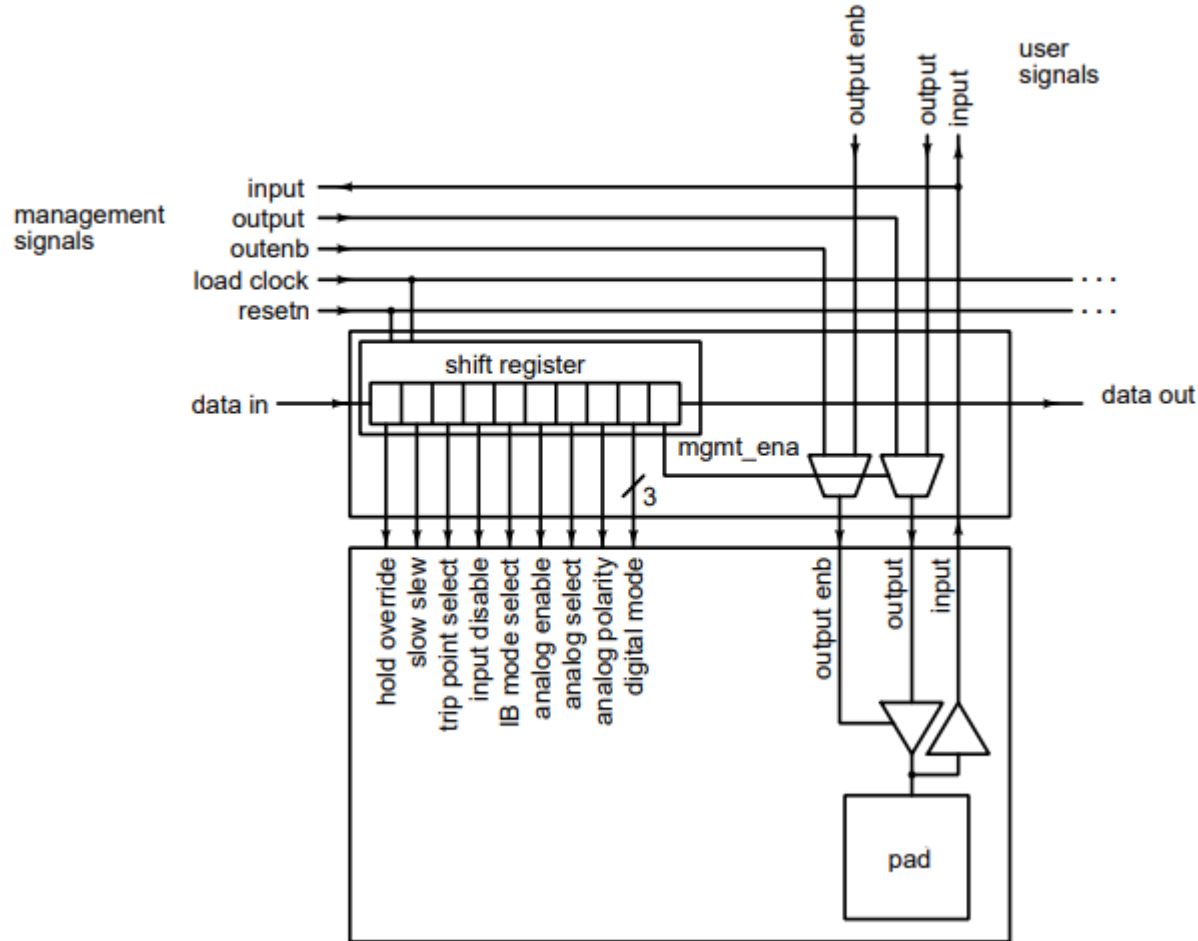 output enb
output
input
user
signals
management
signals
input
output
outenb
load clock
resetn
. . .
. . .
shift register
data in
data out
mgmt_ena
3
hold override
slow slew
trip point select
input disable
IB mode select
analog enable
analog select
analog polarity
digital mode
output enb
output
input
pad